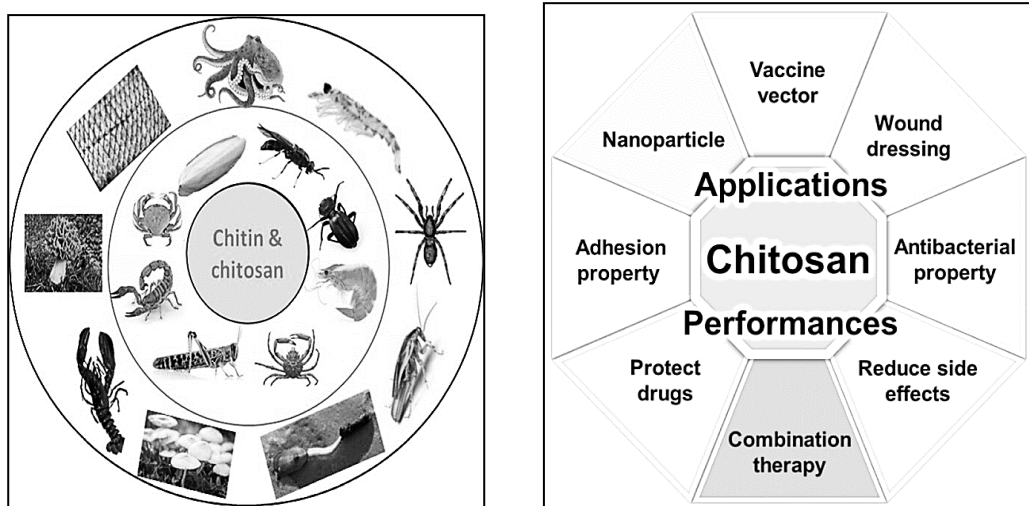 Chitin &
chitosan
Vaccine
vector
Nanoparticle
Wound
dressing
Applications
Adhesion
property
Chitosan
Antibacterial
property
Performances
Protect
drugs
Reduce side
effects
Combination
therapy